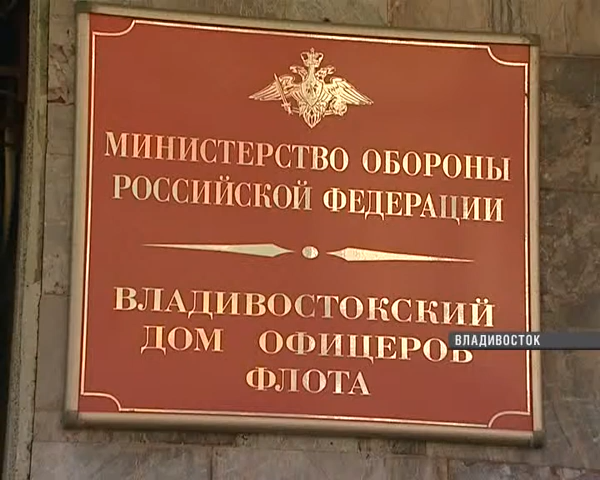 МИНИСТЕРСТВО ОБОРОНЫ
РОССИЙСКОЙ ФЕДЕРАЦИИ
ВЛАДИВОСТОКСКИЙ
ДОМ ОФИЦЕРОВ
ФЛОТА
ВЛАДИВОСТОК